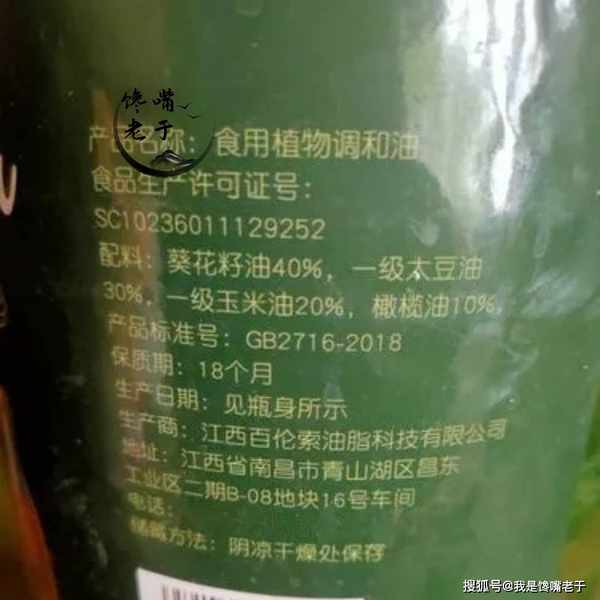 馋嘴
老于
产品名称：食用植物调和油
食品生产许可证号：
SC10236011129252
配料：葵花籽油40%，一级大豆油
30%，一级玉米油20%，橄榄油10%，
产品标准号：GB2716-2018
保质期：18个月
生产日期：见瓶身所示
生产商：江西百伦索油脂科技有限公司
地址：江西省南昌市青山湖区昌东
工业区二期B-08地块16号车间
电话：
储藏方法：阴凉干燥处保存
搜狐号@我是馋嘴老于